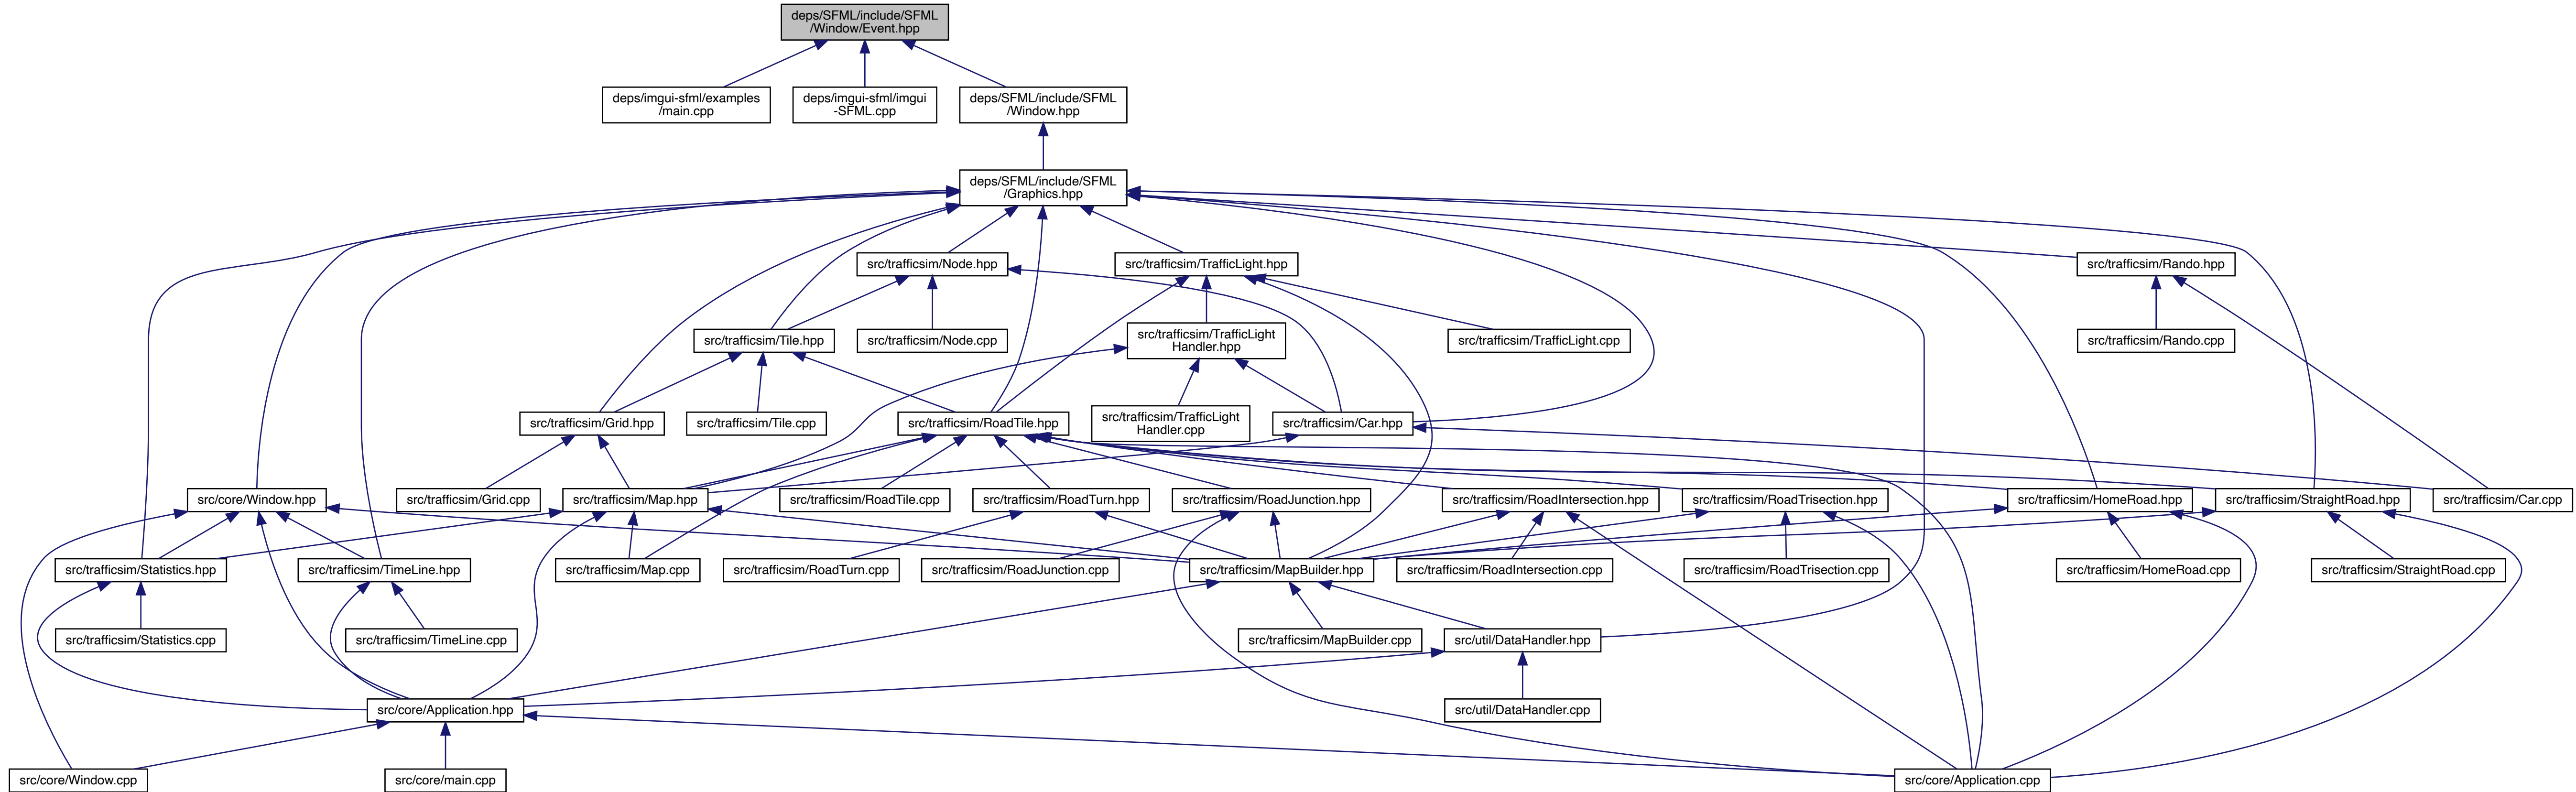 deps/SFML/include/SFML
/Window/Event.hpp
deps/imgui-sfml/examples
/main.cpp
deps/imgui-sfml/imgui
-SFML.cpp
deps/SFML/include/SFML
/Window.hpp
deps/SFML/include/SFML
/Graphics.hpp
src/trafficsim/Node.hpp
src/trafficsim/TrafficLight.hpp
src/trafficsim/Rando.hpp
src/trafficsim/Tile.hpp
src/trafficsim/Node.cpp
src/trafficsim/TrafficLight
Handler.hpp
src/trafficsim/TrafficLight.cpp
src/trafficsim/Rando.cpp
src/trafficsim/Grid.hpp
src/trafficsim/Tile.cpp
src/trafficsim/RoadTile.hpp
src/trafficsim/TrafficLight
Handler.cpp
src/trafficsim/Car.hpp
src/core/Window.hpp
src/trafficsim/Grid.cpp
src/trafficsim/Map.hpp
src/trafficsim/RoadTile.cpp
src/trafficsim/RoadTurn.hpp
src/trafficsim/RoadJunction.hpp
src/trafficsim/RoadIntersection.hpp
src/trafficsim/RoadTrisection.hpp
src/trafficsim/HomeRoad.hpp
src/trafficsim/StraightRoad.hpp
src/trafficsim/Car.cpp
src/trafficsim/Statistics.hpp
src/trafficsim/TimeLine.hpp
src/trafficsim/Map.cpp
src/trafficsim/RoadTurn.cpp
src/trafficsim/RoadJunction.cpp
src/trafficsim/MapBuilder.hpp
src/trafficsim/RoadIntersection.cpp
src/trafficsim/RoadTrisection.cpp
src/trafficsim/HomeRoad.cpp
src/trafficsim/StraightRoad.cpp
src/trafficsim/Statistics.cpp
src/trafficsim/TimeLine.cpp
src/trafficsim/MapBuilder.cpp
src/util/DataHandler.hpp
src/core/Application.hpp
src/util/DataHandler.cpp
src/core/Window.cpp
src/core/main.cpp
src/core/Application.cpp